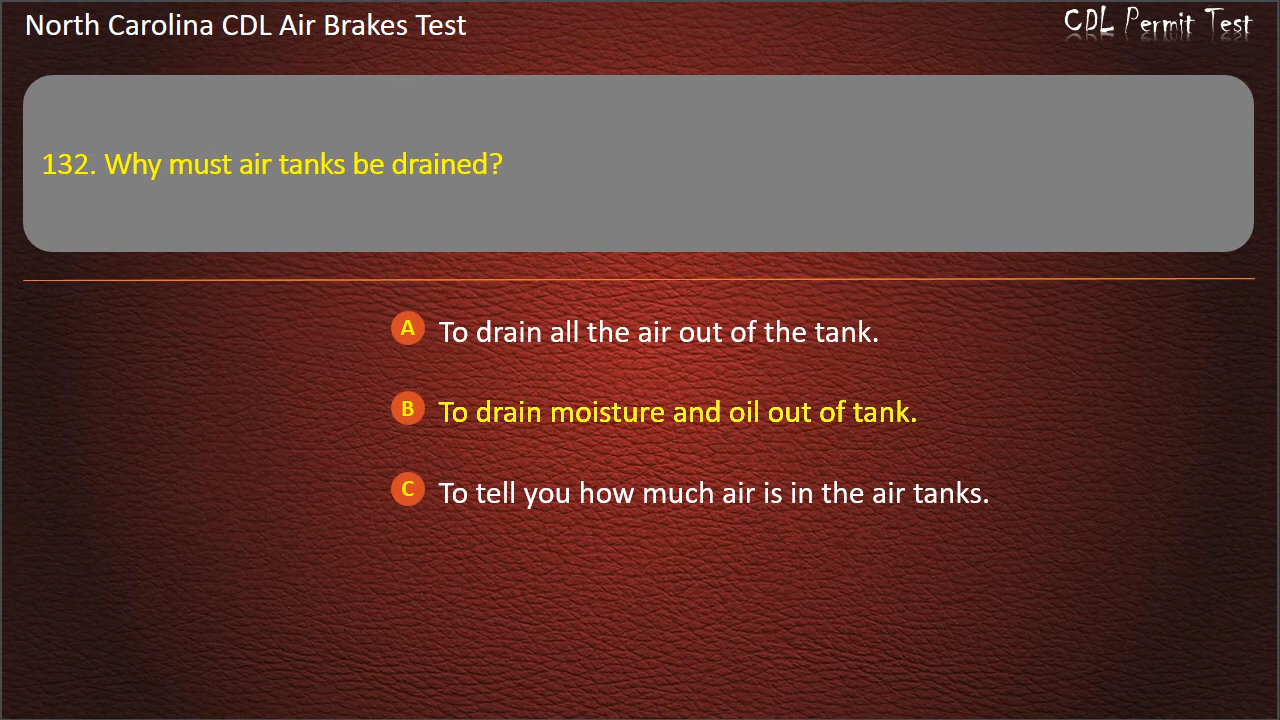 North Carolina CDL Air Brakes Test
CDL Permit Test
132. Why must air tanks be drained?
A To drain all the air out of the tank.
B To drain moisture and oil out of tank.
C To tell you how much air is in the air tanks.